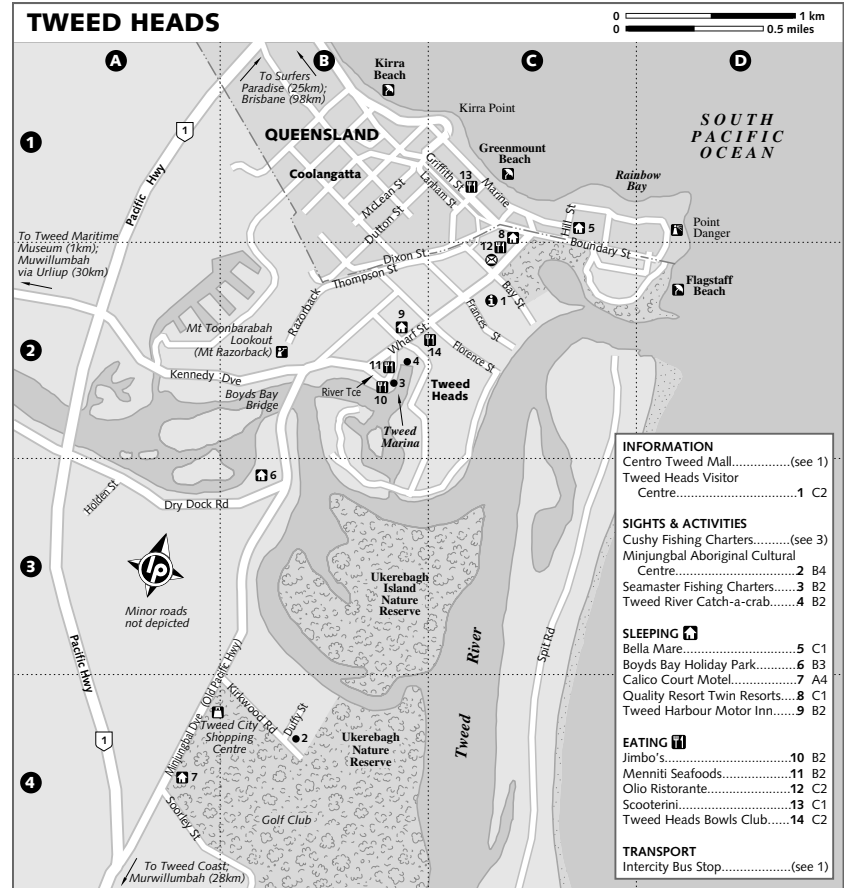 TWEED HEADS
0 1 km
0 0.5 miles
A
B
C
D
1
2
3
4
To Surfers
Paradise (25km);
Brisbane (98km)
Kirra
Beach
Kirra Point
SOUTH
PACIFIC
OCEAN
1
Pacific Hwy
QUEENSLAND
Coolangatta
Greenmount
Beach
13
Griffith St
Marine
Lanham St
McLean St
Dutton St
Rainbow
Bay
Hill St
5
8
12
Boundary St
Point
Danger
To Tweed Maritime
Museum (1km);
Muwillumbah
via Urliup (30km)
Dixon St
Thompson St
Flagstaff
Beach
Razorback
1
Bay St
Frances St
9
Wharf St
14
Florence St
Mt Toonbarabah
Lookout
(Mt Razorback)
11
4
3
10
River Tce
Kennedy Dve
Boyds Bay
Bridge
Tweed
Heads
Tweed
Marina
6
Holden St
Dry Dock Rd
lp
Minor roads
not depicted
Ukerebagh
Island
Nature
Reserve
Tweed River
Spit Rd
Pacific Hwy
1
Minjungbal Dve (Old Pacific Hwy)
Kirkwood Rd
Duffy St
Tweed City
Shopping
Centre
2
Ukerebagh
Nature
Reserve
7
Soorley St
Golf Club
To Tweed Coast;
Murwillumbah (28km)
INFORMATION
Centro Tweed Mall................(see 1)
Tweed Heads Visitor
Centre.........................1 C2
SIGHTS & ACTIVITIES
Cushy Fishing Charters..........(see 3)
Minjungbal Aboriginal Cultural
Centre.........................2 B4
Seamaster Fishing Charters.....3 B2
Tweed River Catch-a-crab.......4 B2
SLEEPING
Bella Mare..........................5 C1
Boyds Bay Holiday Park.........6 B3
Calico Court Motel...............7 A4
Quality Resort Twin Resorts...8 C1
Tweed Harbour Motor Inn.....9 B2
EATING
Jimbo's............................10 B2
Menniti Seafoods...............11 B2
Olio Ristorante..................12 C2
Scooterini........................13 C1
Tweed Heads Bowls Club......14 C2
TRANSPORT
Intercity Bus Stop................(see 1)